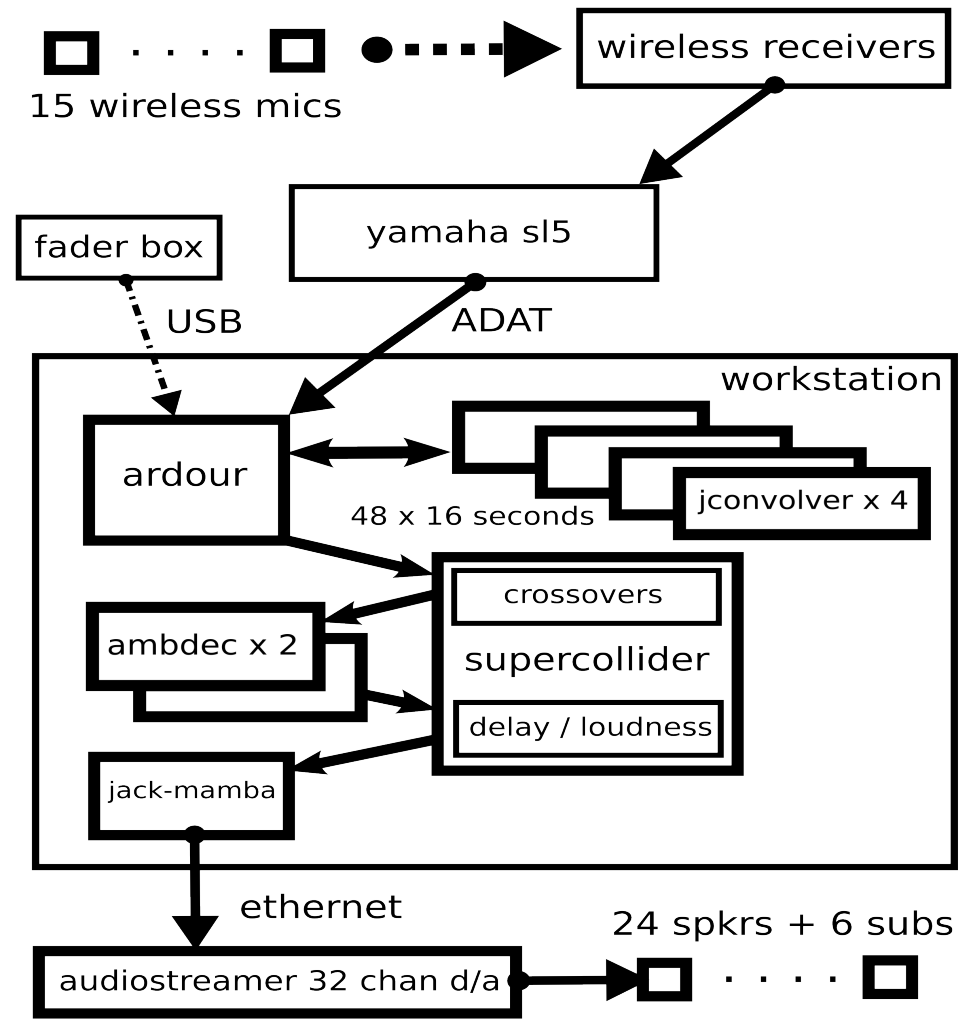 wireless receivers
15 wireless mics
yamaha sl5
fader box
USB
ADAT
workstation
ardour
jconvolver x 4
48 x 16 seconds
crossovers
ambdec x 2
supercollider
delay / loudness
jack-mamba
ethernet
24 spkrs + 6 subs
audiostreamer 32 chan d/a